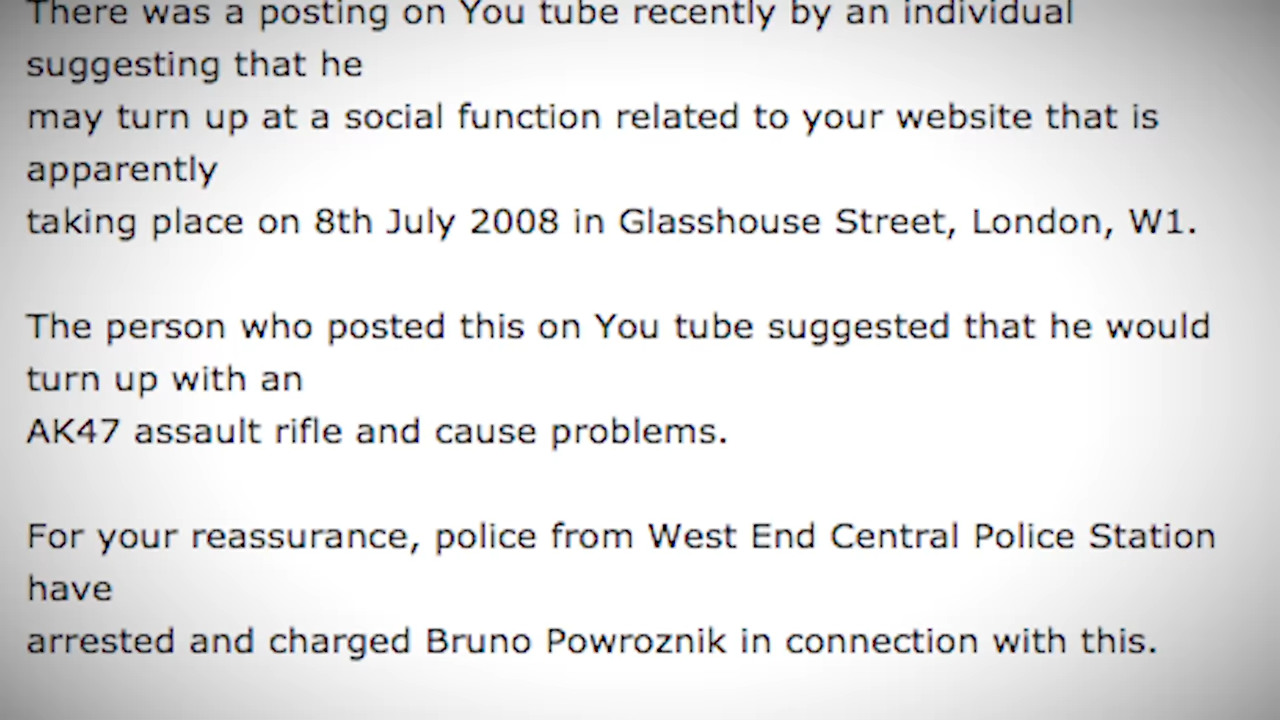 There was a posting on You tube recently by an individual
suggesting that he
may turn up at a social function related to your website that is
apparently
taking place on 8th July 2008 in Glasshouse Street, London, W1.
The person who posted this on You tube suggested that he would
turn up with an
AK47 assault rifle and cause problems.
For your reassurance, police from West End Central Police Station
have
arrested and charged Bruno Powroznik in connection with this.